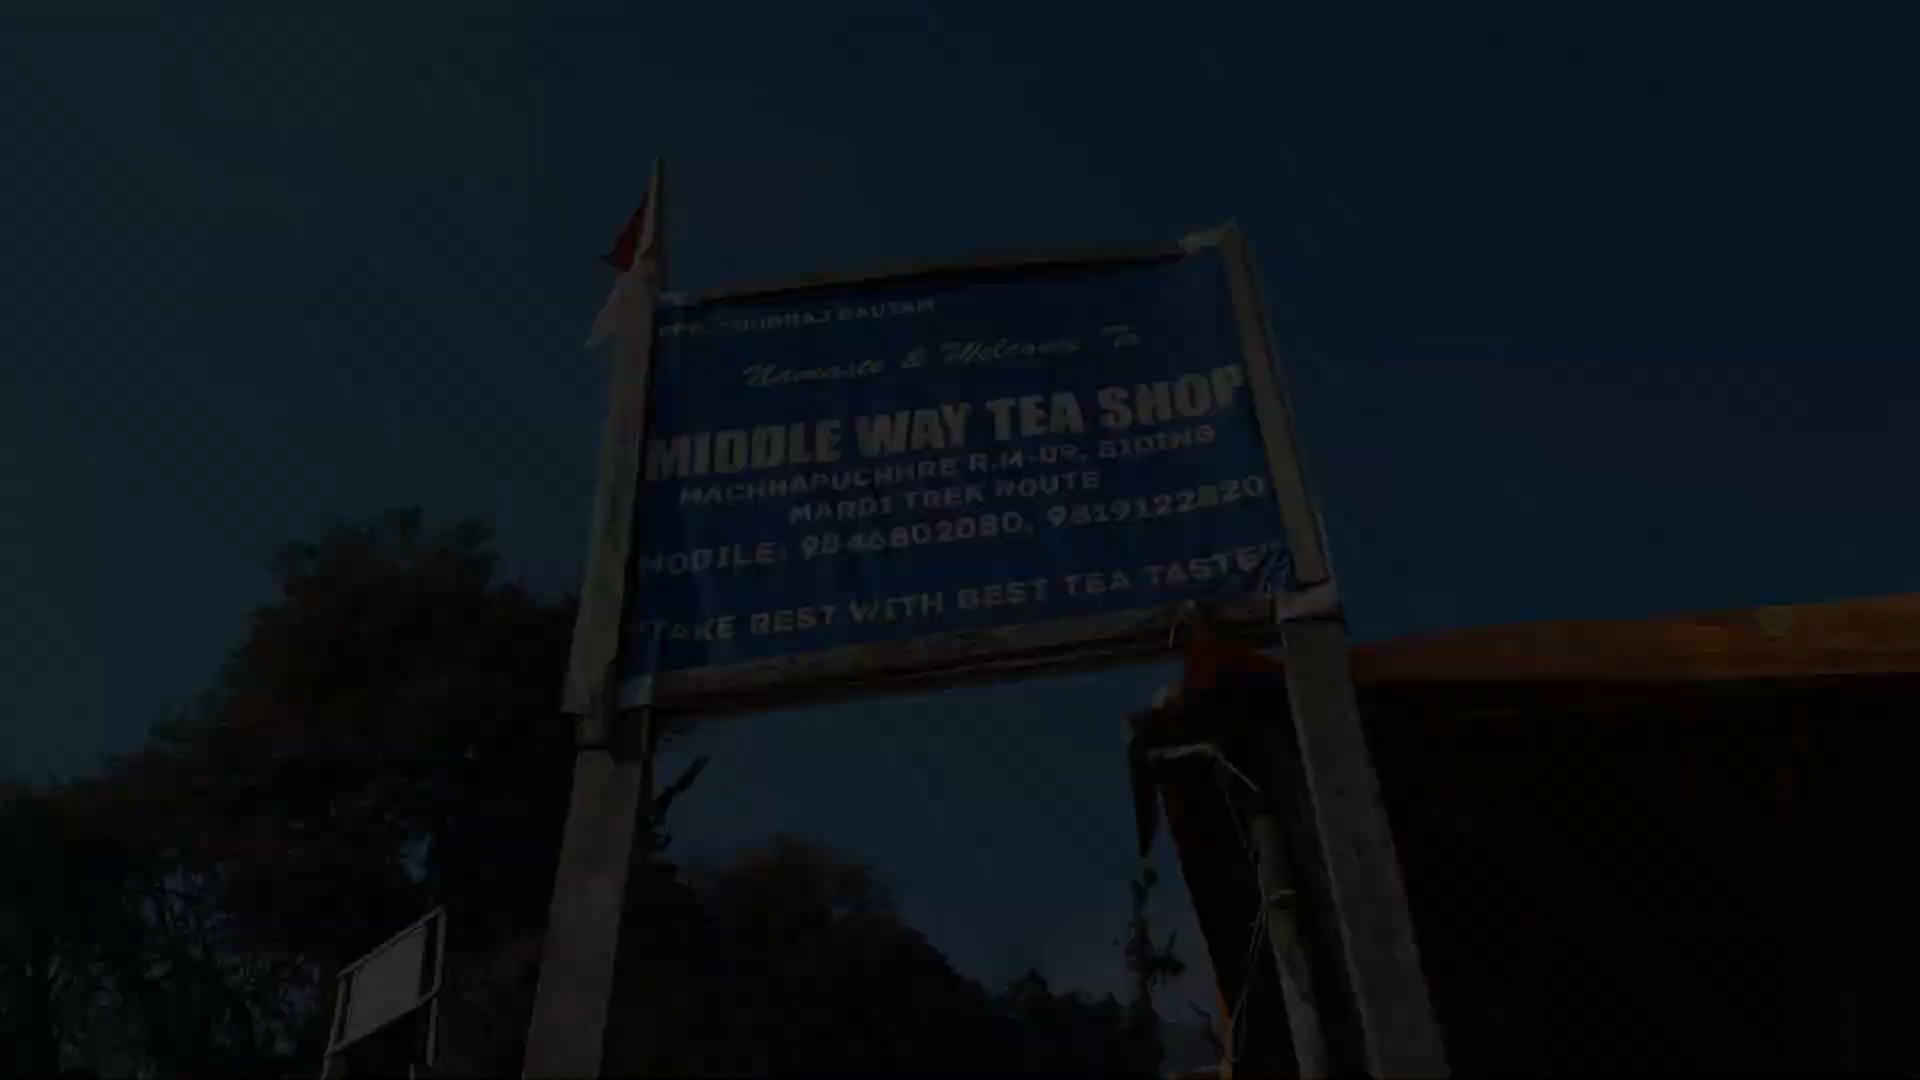 Namaste & Welcome To
MIDDLE WAY TEA SHOP
MACHHAPUCHHRE R.M-09, SIDING
MARDI TREK ROUTE
MOBILE: 9846802080, 9819122820
"TAKE REST WITH BEST TEA TASTE"